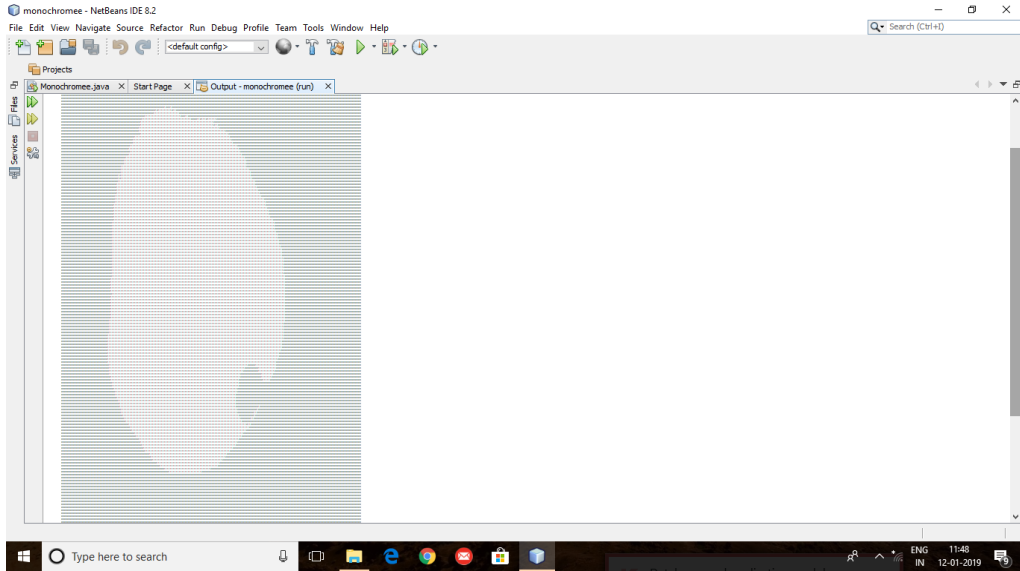 monochromee - NetBeans IDE 8.2
File Edit View Navigate Source Refactor Run Debug Profile Team Tools Window Help
Search (Ctrl+I)
<default config>
Projects
Monochromee.java Start Page Output - monochromee (run)
Files
Services
Type here to search
ENG 11:48
IN 12-01-2019
9